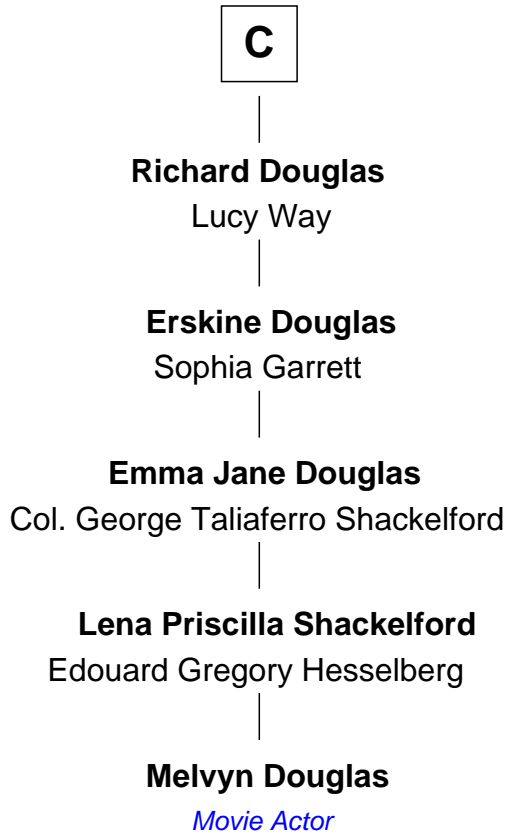 C
Richard Douglas
Lucy Way
Erskine Douglas
Sophia Garrett
Emma Jane Douglas
Col. George Taliaferro Shackelford
Lena Priscilla Shackelford
Edouard Gregory Hesselberg
Melvyn Douglas
Movie Actor